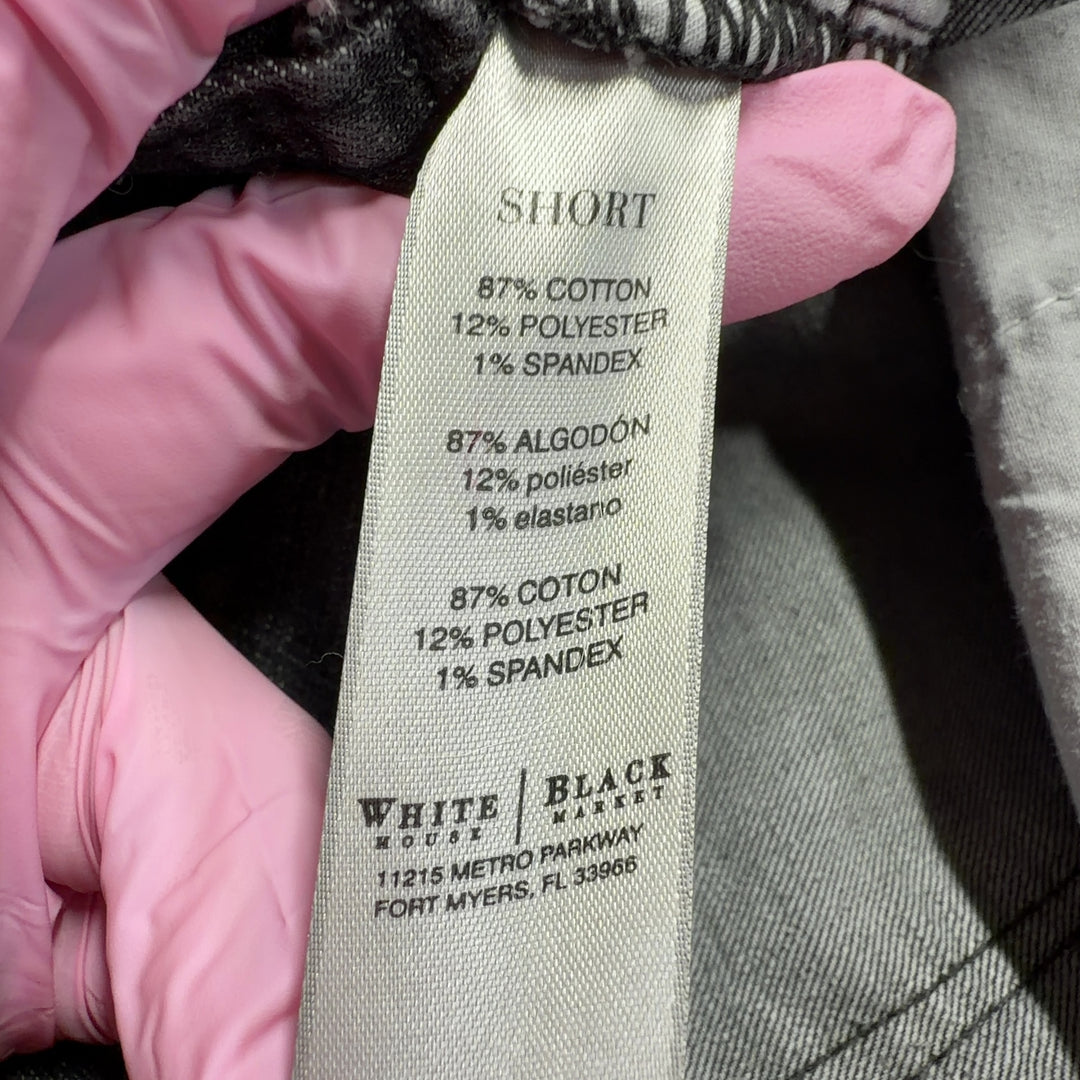 SHORT
87% COTTON
12% POLYESTER
1% SPANDEX
87% ALGODÓN
12% poliéster
1% elastano
87% COTON
12% POLYESTER
1% SPANDEX
WHITE HOUSE | BLACK MARKET
11215 METRO PARKWAY
FORT MYERS, FL 33966